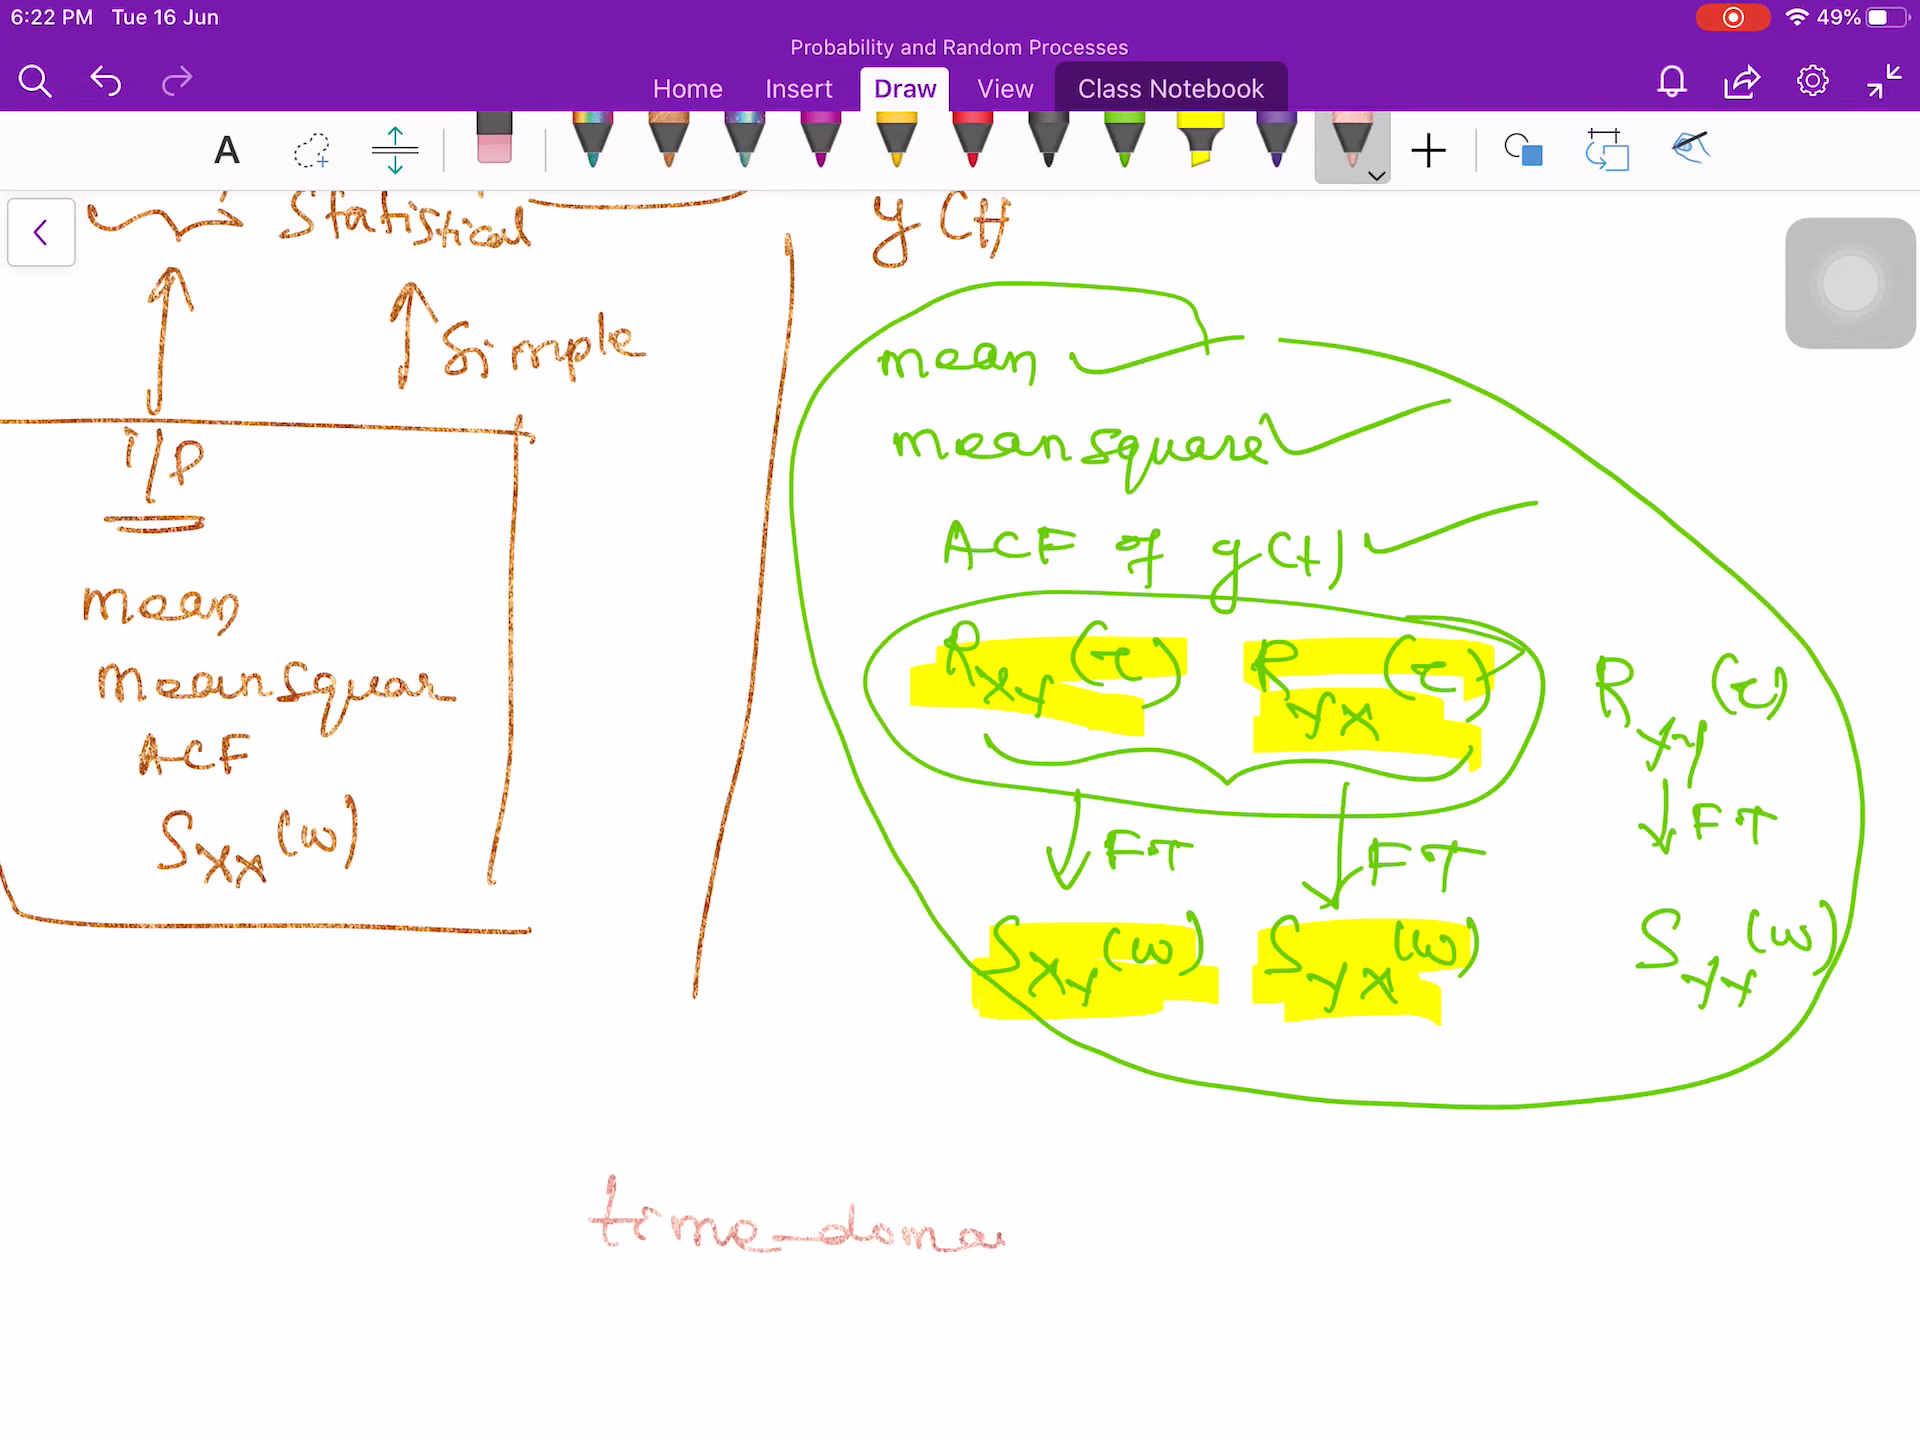 6:22 PM Tue 16 Jun
49%
Probability and Random Processes
Home Insert Draw View Class Notebook
A
Statistical
y(t)
Simple
i/p
mean
mean squar
ACF
Sxx(ω)
mean
mean square
ACF of y(t)
Rxy(τ) Ryx(τ) Ryy(τ)
FT FT FT
Sxy(ω) Syx(ω) Syy(ω)
time-domai